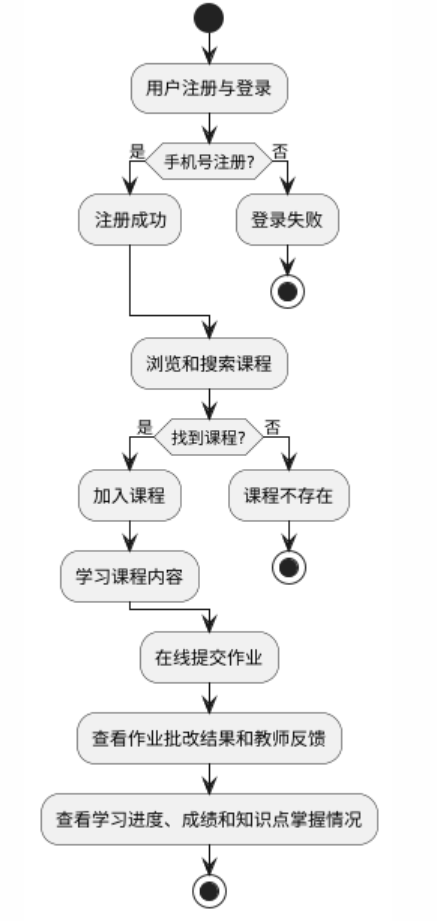 用户注册与登录
是
手机号注册?
否
注册成功
登录失败
浏览和搜索课程
是
找到课程?
否
加入课程
课程不存在
学习课程内容
在线提交作业
查看作业批改结果和教师反馈
查看学习进度、成绩和知识点掌握情况